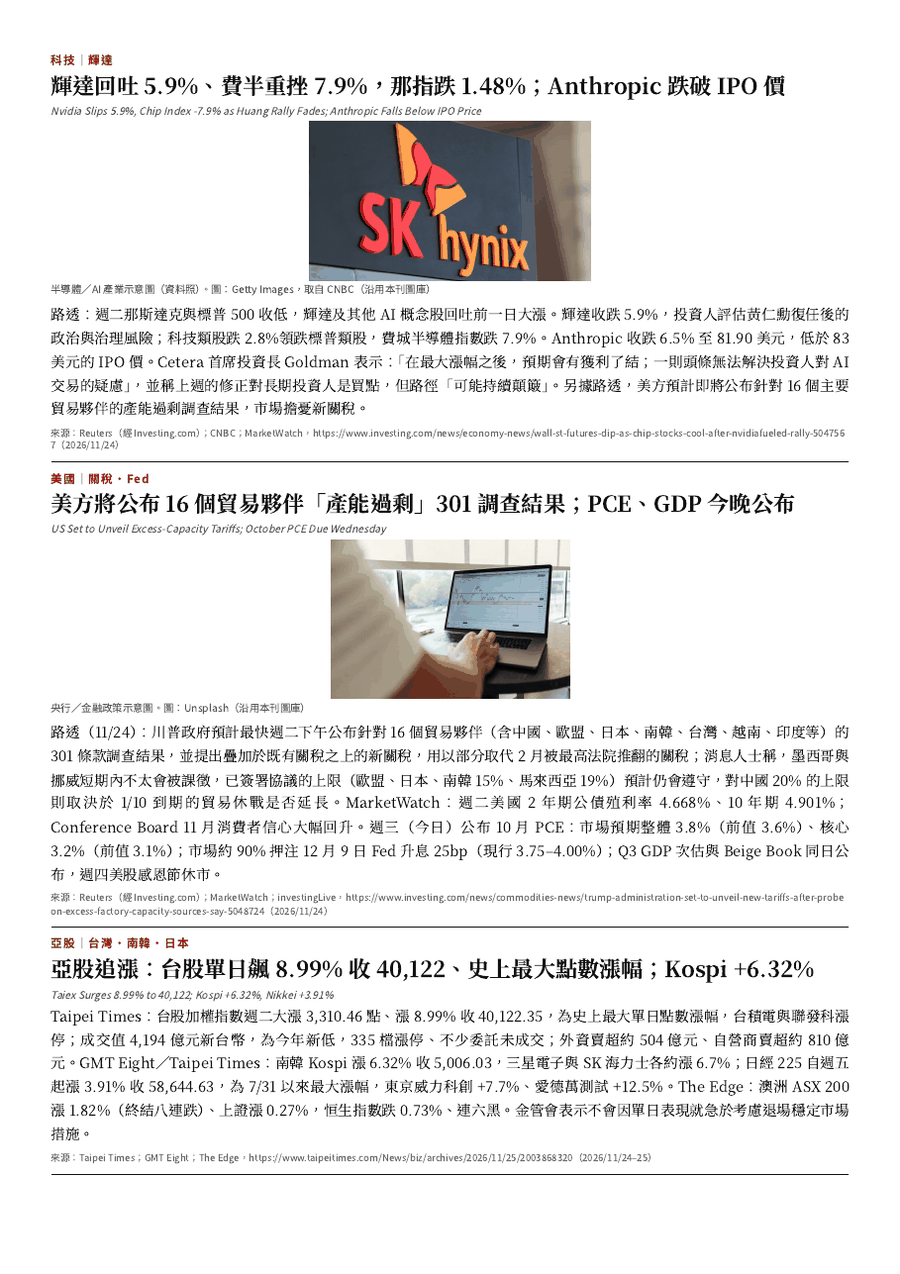 科技｜輝達
輝達回吐 5.9%、費半重挫 7.9%，那指跌 1.48%；Anthropic 跌破 IPO 價
Nvidia Slips 5.9%, Chip Index -7.9% as Huang Rally Fades; Anthropic Falls Below IPO Price
SK hynix
半導體／AI 產業示意圖（資料照）。圖：Getty Images，取自 CNBC（沿用本刊圖庫）
路透：週二那斯達克與標普 500 收低，輝達及其他 AI 概念股回吐前一日大漲。輝達收跌 5.9%，投資人評估黃仁勳復任後的
政治與治理風險；科技類股跌 2.8%領跌標普類股，費城半導體指數跌 7.9%。Anthropic 收跌 6.5% 至 81.90 美元，低於 83
美元的 IPO 價。Cetera 首席投資長 Goldman 表示：「在最大漲幅之後，預期會有獲利了結；一則頭條無法解決投資人對 AI
交易的疑慮」，並稱上週的修正對長期投資人是買點，但路徑「可能持續顛簸」。另據路透，美方預計即將公布針對 16 個主要
貿易夥伴的產能過剩調查結果，市場擔憂新關稅。
來源：Reuters（經 Investing.com）；CNBC；MarketWatch，https://www.investing.com/news/economy-news/wall-st-futures-dip-as-chip-stocks-cool-after-nvidiafueled-rally-504756
7（2026/11/24）
美國｜關稅・Fed
美方將公布 16 個貿易夥伴「產能過剩」301 調查結果；PCE、GDP 今晚公布
US Set to Unveil Excess-Capacity Tariffs; October PCE Due Wednesday
央行／金融政策示意圖。圖：Unsplash（沿用本刊圖庫）
路透（11/24）：川普政府預計最快週二下午公布針對 16 個貿易夥伴（含中國、歐盟、日本、南韓、台灣、越南、印度等）的
301 條款調查結果，並提出疊加於既有關稅之上的新關稅，用以部分取代 2 月被最高法院推翻的關稅；消息人士稱，墨西哥與
挪威短期內不太會被課徵，已簽署協議的上限（歐盟、日本、南韓 15%、馬來西亞 19%）預計仍會遵守，對中國 20% 的上限
則取決於 1/10 到期的貿易休戰是否延長。MarketWatch：週二美國 2 年期公債殖利率 4.668%、10 年期 4.901%；
Conference Board 11 月消費者信心大幅回升。週三（今日）公布 10 月 PCE：市場預期整體 3.8%（前值 3.6%）、核心
3.2%（前值 3.1%）；市場約 90% 押注 12 月 9 日 Fed 升息 25bp（現行 3.75–4.00%）；Q3 GDP 次估與 Beige Book 同日公
布，週四美股感恩節休市。
來源：Reuters（經 Investing.com）；MarketWatch；investingLive，https://www.investing.com/news/commodities-news/trump-administration-set-to-unveil-new-tariffs-after-probe
on-excess-factory-capacity-sources-say-5048724（2026/11/24）
亞股｜台灣・南韓・日本
亞股追漲：台股單日飆 8.99% 收 40,122、史上最大點數漲幅；Kospi +6.32%
Taiex Surges 8.99% to 40,122; Kospi +6.32%, Nikkei +3.91%
Taipei Times：台股加權指數週二大漲 3,310.46 點、漲 8.99% 收 40,122.35，為史上最大單日點數漲幅，台積電與聯發科漲
停；成交值 4,194 億元新台幣，為今年新低，335 檔漲停、不少委託未成交；外資賣超約 504 億元、自營商賣超約 810 億
元。GMT Eight／Taipei Times：南韓 Kospi 漲 6.32% 收 5,006.03，三星電子與 SK 海力士各約漲 6.7%；日經 225 自週五
起漲 3.91% 收 58,644.63，為 7/31 以來最大漲幅，東京威力科創 +7.7%、愛德萬測試 +12.5%。The Edge：澳洲 ASX 200
漲 1.82%（終結八連跌）、上證漲 0.27%，恒生指數跌 0.73%、連六黑。金管會表示不會因單日表現就急於考慮退場穩定市場
措施。
來源：Taipei Times；GMT Eight；The Edge，https://www.taipeitimes.com/News/biz/archives/2026/11/25/2003868320（2026/11/24–25）